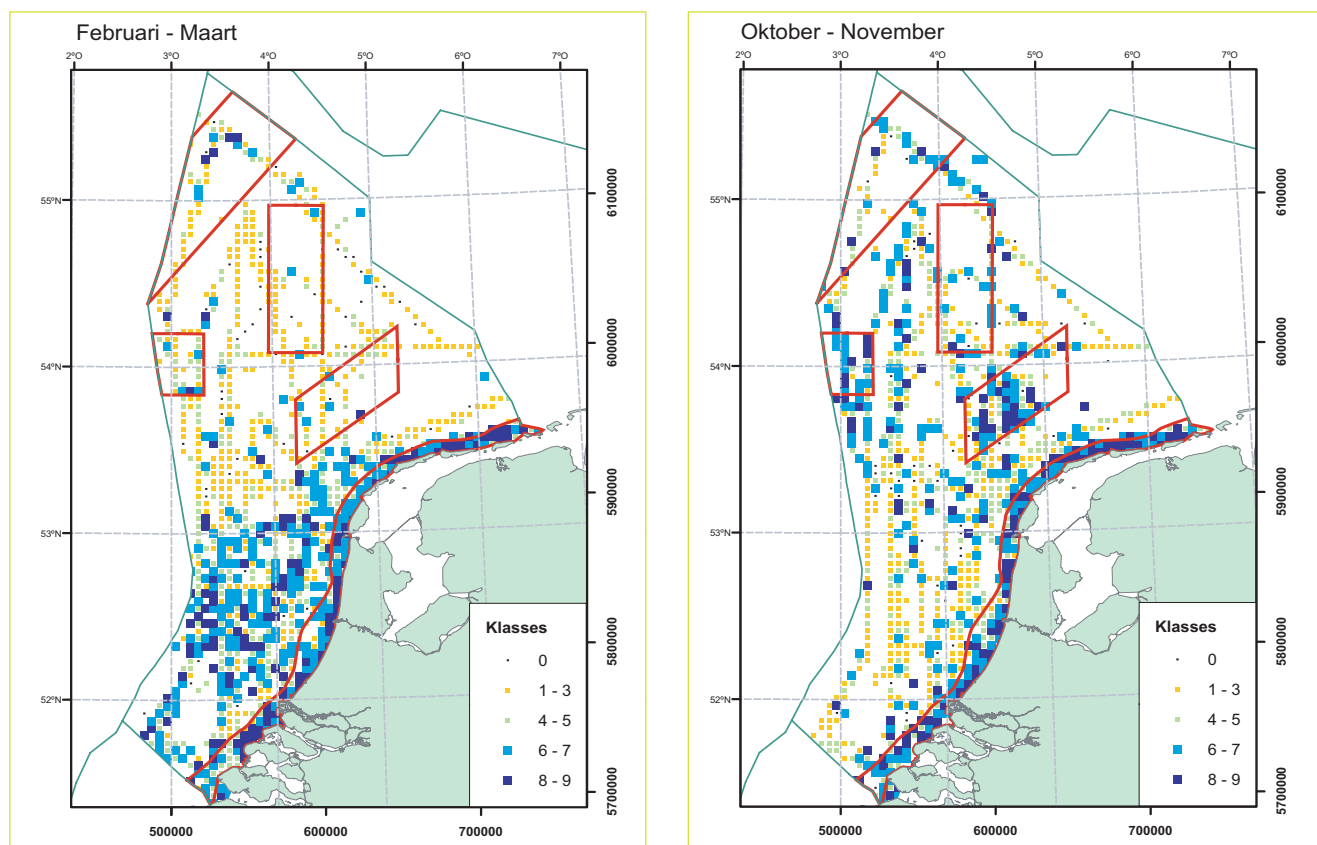 Februari - Maart
2°O 3°O 4°O 5°O 6°O 7°O
55°N
54°N
53°N
52°N
6100000
6000000
5900000
5800000
5700000
Klasses
0
1 - 3
4 - 5
6 - 7
8 - 9
500000 600000 700000
Oktober - November
2°O 3°O 4°O 5°O 6°O 7°O
55°N
54°N
53°N
52°N
6100000
6000000
5900000
5800000
5700000
Klasses
0
1 - 3
4 - 5
6 - 7
8 - 9
500000 600000 700000